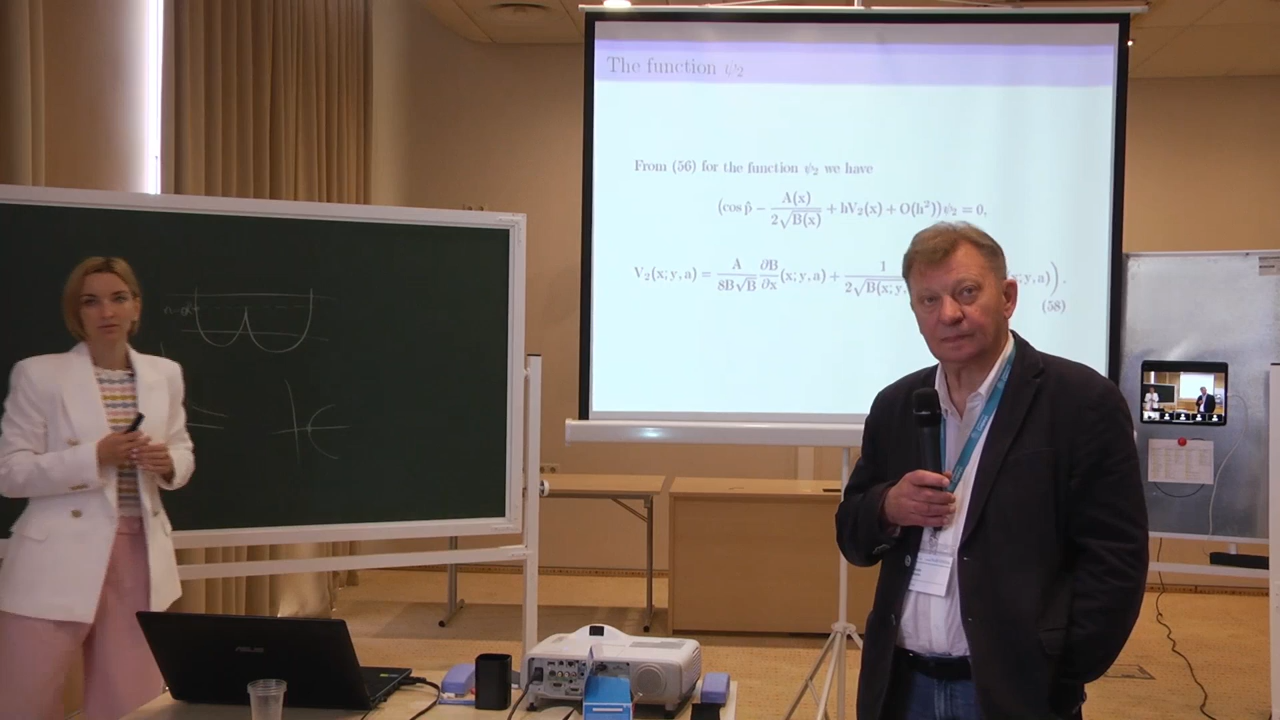 The function ψ₂
From (56) for the function ψ₂ we have
(cos p̂ − A(x) / 2√B(x) + hV₂(x) + O(h²))ψ₂ = 0,
V₂(x; y, a) = A / 8B√B ∂B/∂x (x; y, a) + 1 / 2√B(x; y, x; y, a)).
(58)
ASUS